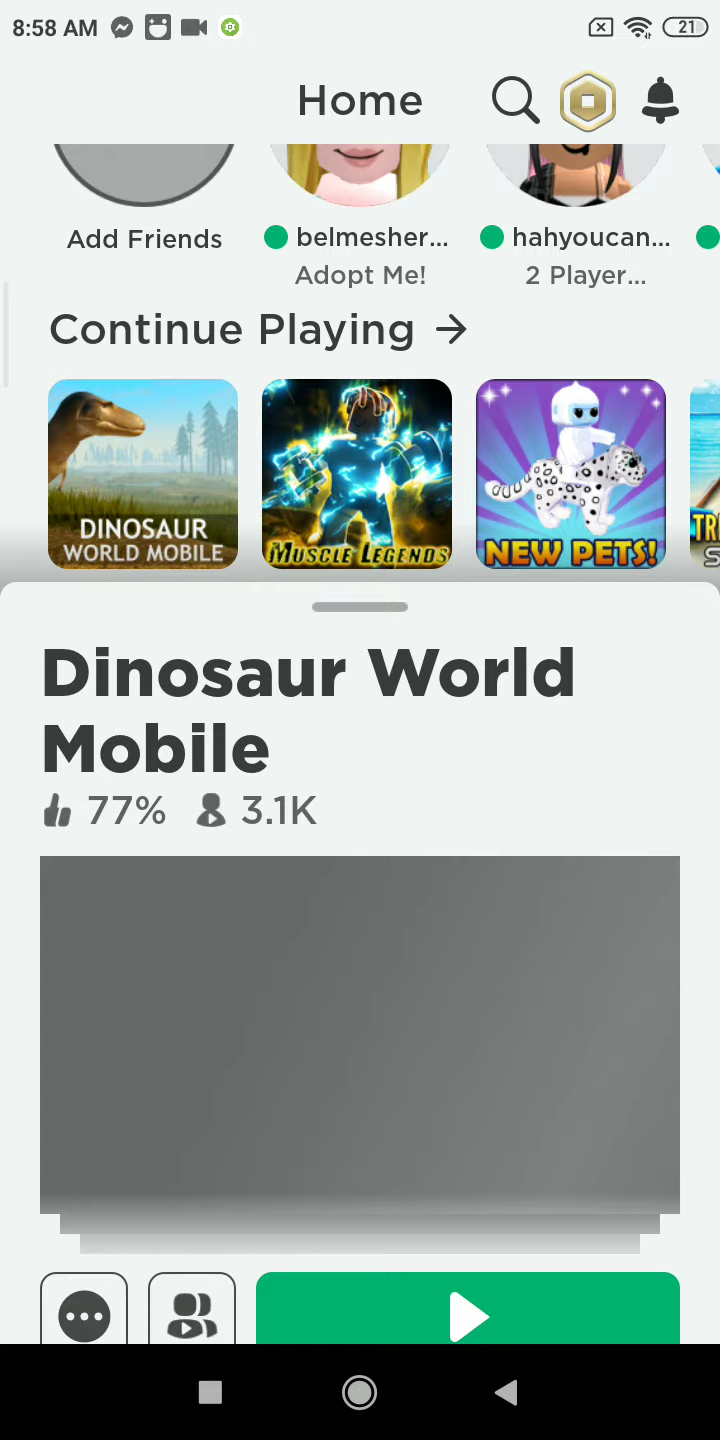 8:58 AM
21
Home
Add Friends
belmesher...
hahyoucan...
Adopt Me!
2 Player...
Continue Playing
DINOSAUR
WORLD MOBILE
MUSCLE LEGENDS
NEW PETS!
TR
S
Dinosaur World
Mobile
77%
3.1K